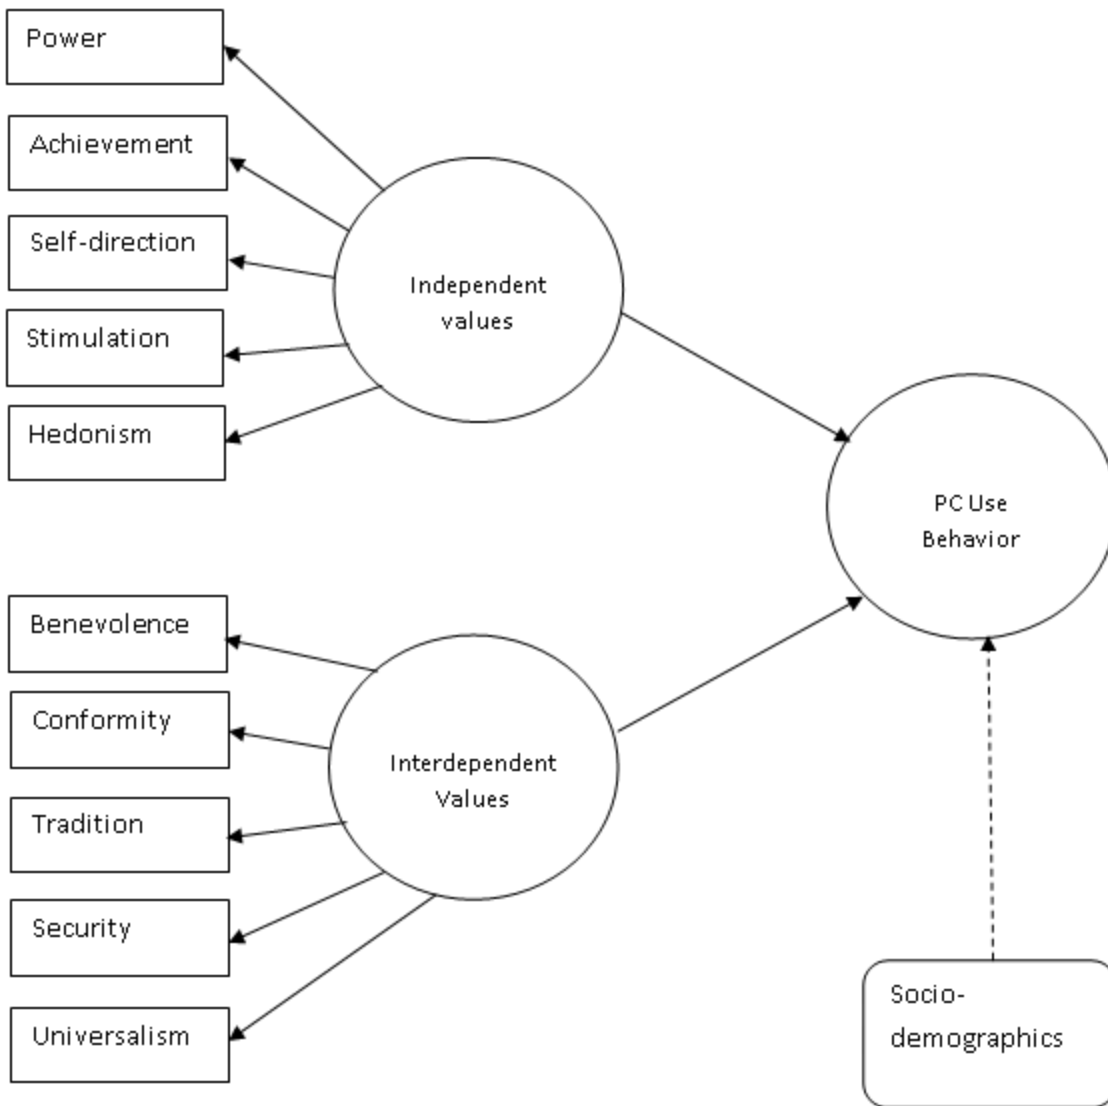 Power
Achievement
Self-direction
Stimulation
Hedonism
Independent
values
PC Use
Behavior
Benevolence
Conformity
Tradition
Security
Universalism
Interdependent
Values
Socio-
demographics